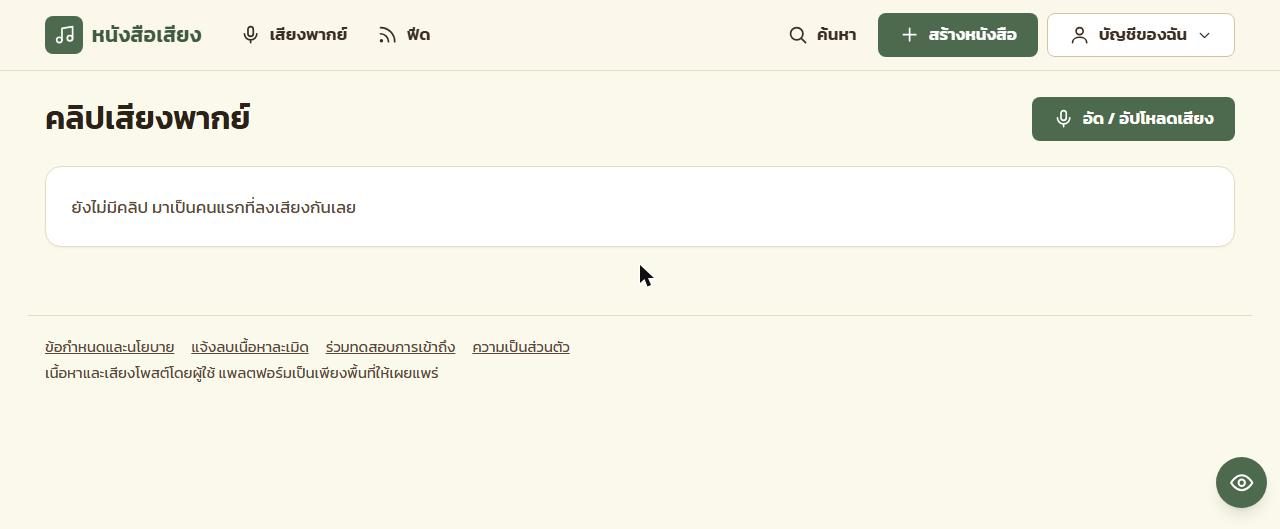 หนังสือเสียง
เสียงพากย์
ฟีด
ค้นหา
สร้างหนังสือ
บัญชีของฉัน
คลิปเสียงพากย์
อัด / อัปโหลดเสียง
ยังไม่มีคลิป มาเป็นคนแรกที่ลงเสียงกันเลย
ข้อกำหนดและนโยบาย แจ้งลบเนื้อหาละเมิด ร่วมทดสอบการเข้าถึง ความเป็นส่วนตัว
เนื้อหาและเสียงโพสต์โดยผู้ใช้ แพลตฟอร์มเป็นเพียงพื้นที่ให้เผยแพร่